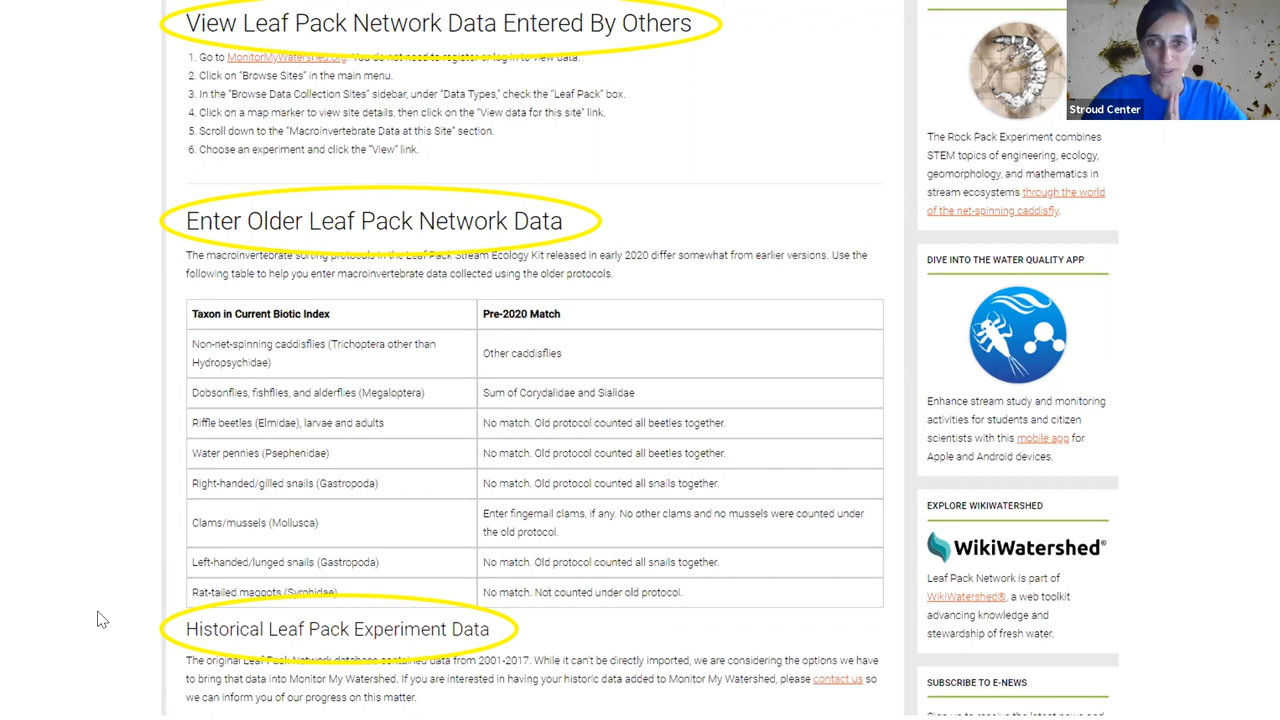 View Leaf Pack Network Data Entered By Others
1. Go to MonitorMyWatershed.org. You do not need to register or log in to view data.
2. Click on “Browse Sites” in the main menu.
3. In the “Browse Data Collection Sites” sidebar, under “Data Types,” check the “Leaf Pack” box.
4. Click on a map marker to view site details, then click on the “View data for this site” link.
5. Scroll down to the “Macroinvertebrate Data at this Site” section.
6. Choose an experiment and click the “View” link.
Enter Older Leaf Pack Network Data
The macroinvertebrate sorting protocols in the Leaf Pack Stream Ecology Kit released in early 2020 differ somewhat from earlier versions. Use the
following table to help you enter macroinvertebrate data collected using the older protocols.
Taxon in Current Biotic Index
Pre-2020 Match
Non-net-spinning caddisflies (Trichoptera other than
Hydropsychidae)
Other caddisflies
Dobsonflies, fishflies, and alderflies (Megaloptera)
Sum of Corydalidae and Sialidae
Riffle beetles (Elmidae), larvae and adults
No match. Old protocol counted all beetles together.
Water pennies (Psephenidae)
No match. Old protocol counted all beetles together.
Right-handed/gilled snails (Gastropoda)
No match. Old protocol counted all snails together.
Clams/mussels (Mollusca)
Enter fingernail clams, if any. No other clams and no mussels were counted under
the old protocol.
Left-handed/lunged snails (Gastropoda)
No match. Old protocol counted all snails together.
Rat-tailed maggots (Syrphidae)
No match. Not counted under old protocol.
Historical Leaf Pack Experiment Data
The original Leaf Pack Network database contained data from 2001-2017. While it can’t be directly imported, we are considering the options we have
to bring that data into Monitor My Watershed. If you are interested in having your historic data added to Monitor My Watershed, please contact us so
we can inform you of our progress on this matter.
Stroud Center
The Rock Pack Experiment combines
STEM topics of engineering, ecology,
geomorphology, and mathematics in
stream ecosystems through the world
of the net-spinning caddisfly.
DIVE INTO THE WATER QUALITY APP
Enhance stream study and monitoring
activities for students and citizen
scientists with this mobile app for
Apple and Android devices.
EXPLORE WIKIWATERSHED
WikiWatershed®
Leaf Pack Network is part of
WikiWatershed®, a web toolkit
advancing knowledge and
stewardship of fresh water.
SUBSCRIBE TO E-NEWS